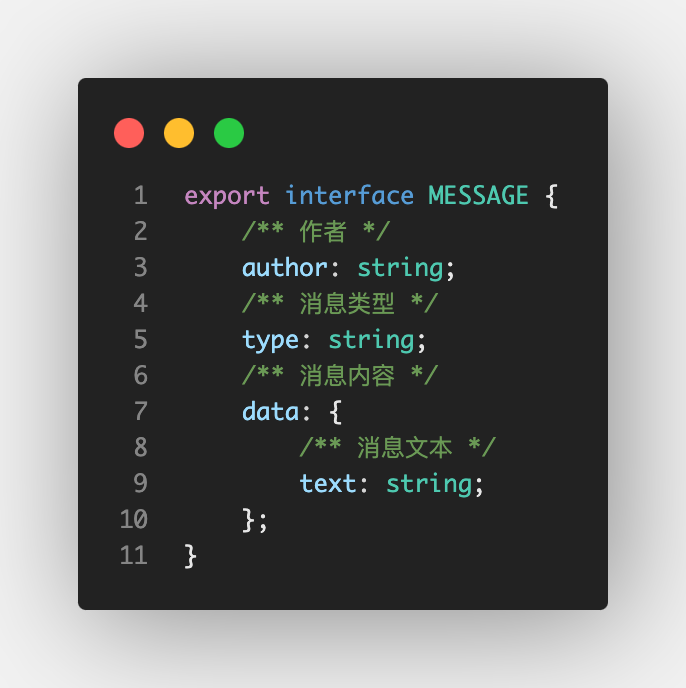 1 export interface MESSAGE {
2 /** 作者 */
3 author: string;
4 /** 消息类型 */
5 type: string;
6 /** 消息内容 */
7 data: {
8 /** 消息文本 */
9 text: string;
10 };
11 }